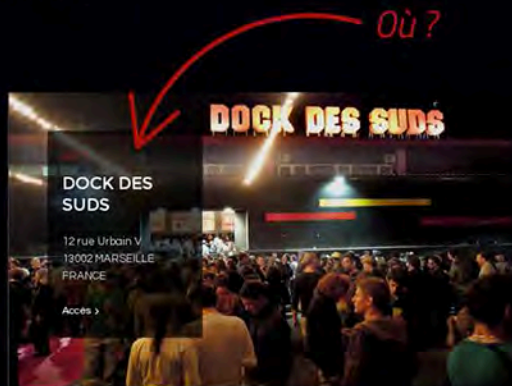 Où ?
DOCK DES SUDS
DOCK DES
SUDS
12 rue Urbain V
13002 MARSEILLE
FRANCE
Accès >